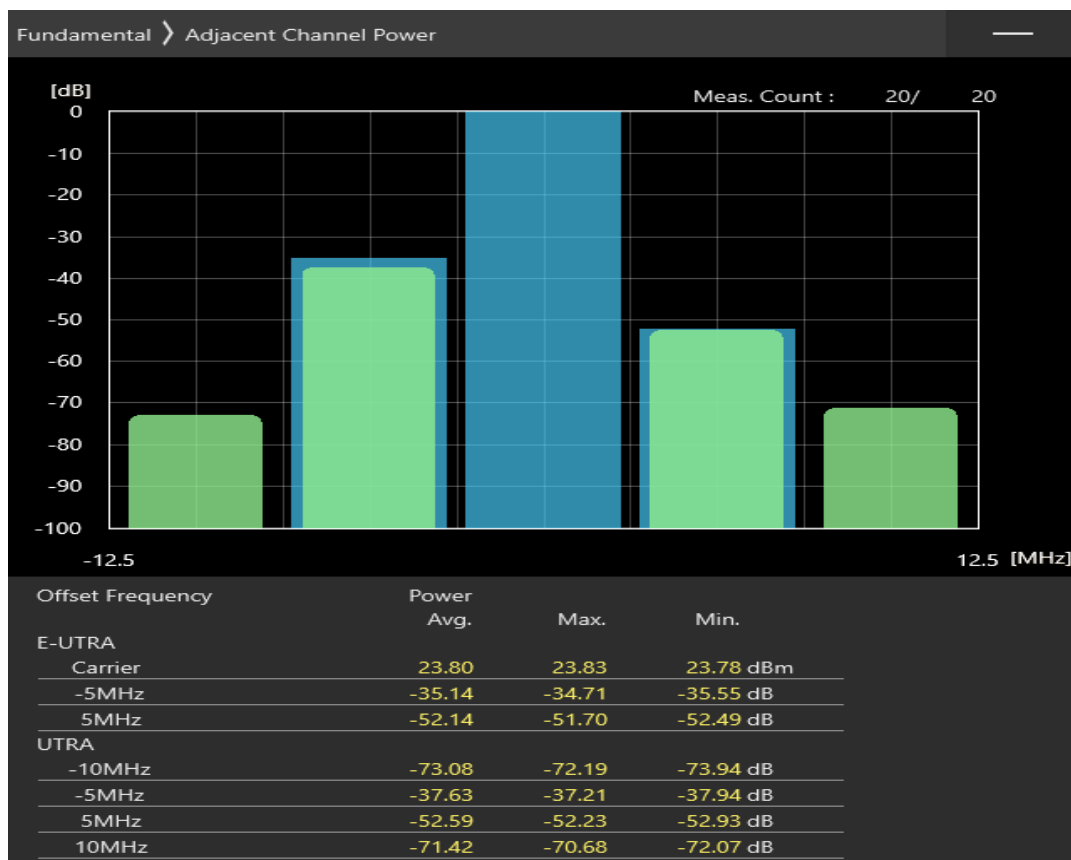 Fundamental ❯ Adjacent Channel Power
[dB]
Meas. Count : 20/ 20
0
-10
-20
-30
-40
-50
-60
-70
-80
-90
-100
-12.5 12.5 [MHz]
Offset Frequency Power
Avg. Max. Min.
E-UTRA
Carrier 23.80 23.83 23.78 dBm
-5MHz -35.14 -34.71 -35.55 dB
5MHz -52.14 -51.70 -52.49 dB
UTRA
-10MHz -73.08 -72.19 -73.94 dB
-5MHz -37.63 -37.21 -37.94 dB
5MHz -52.59 -52.23 -52.93 dB
10MHz -71.42 -70.68 -72.07 dB